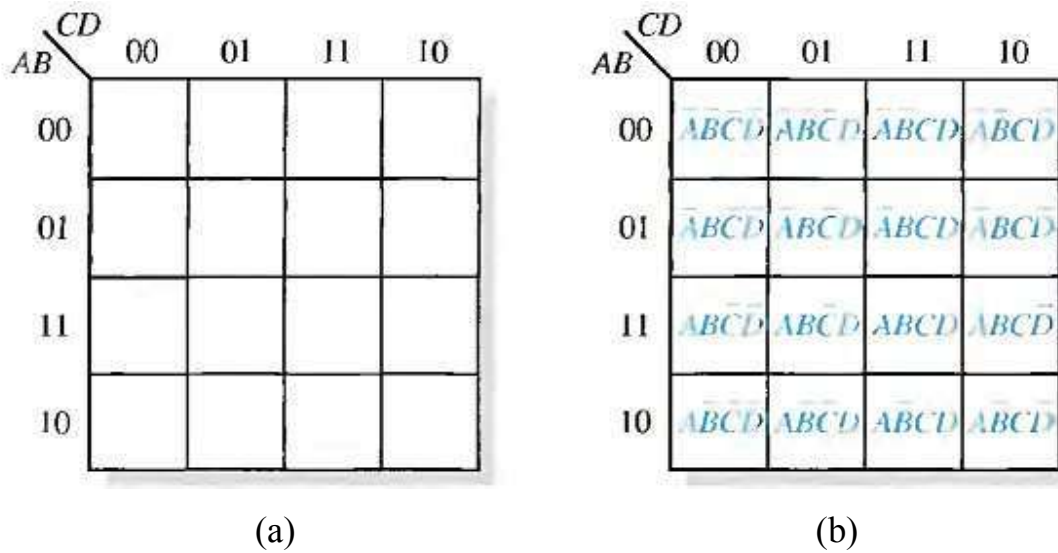 CD CD
AB 00 01 11 10 AB 00 01 11 10
00 00 A̅B̅C̅D̅ A̅B̅C̅D A̅B̅CD A̅B̅CD̅
01 01 A̅BC̅D̅ A̅BC̅D A̅BCD A̅BCD̅
11 11 ABC̅D̅ ABC̅D ABCD ABCD̅
10 10 AB̅C̅D̅ AB̅C̅D AB̅CD AB̅CD̅
(a) (b)